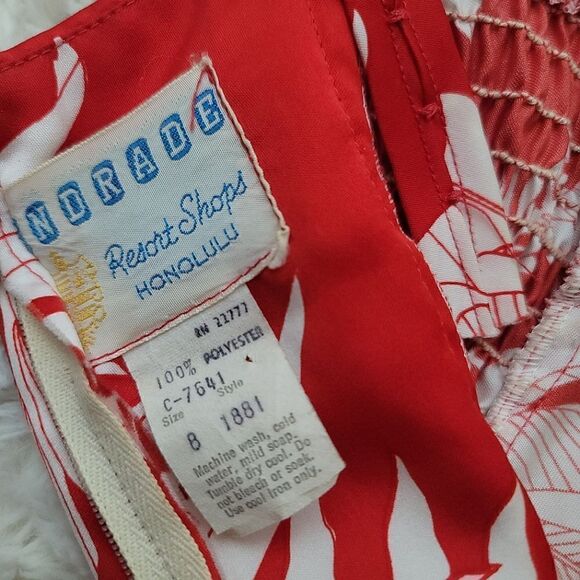 NDRADE
Resort Shops
HONOLULU
RN 22777
100% POLYESTER
C-7641
Size Style
8 1881
Machine wash, cold
water, mild soap.
Tumble dry cool. Do
not bleach or soak.
Use cool iron only.